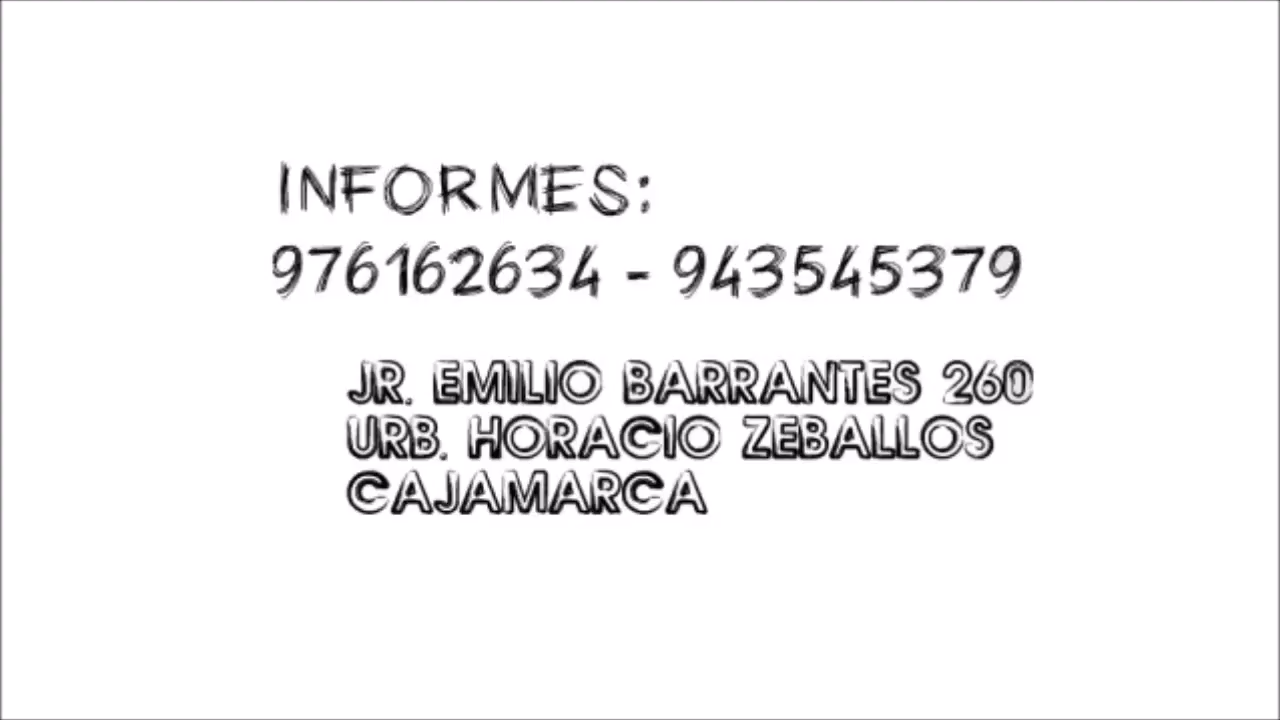 INFORMES:
976162634 - 943545379
JR. EMILIO BARRANTES 260
URB. HORACIO ZEBALLOS
CAJAMARCA